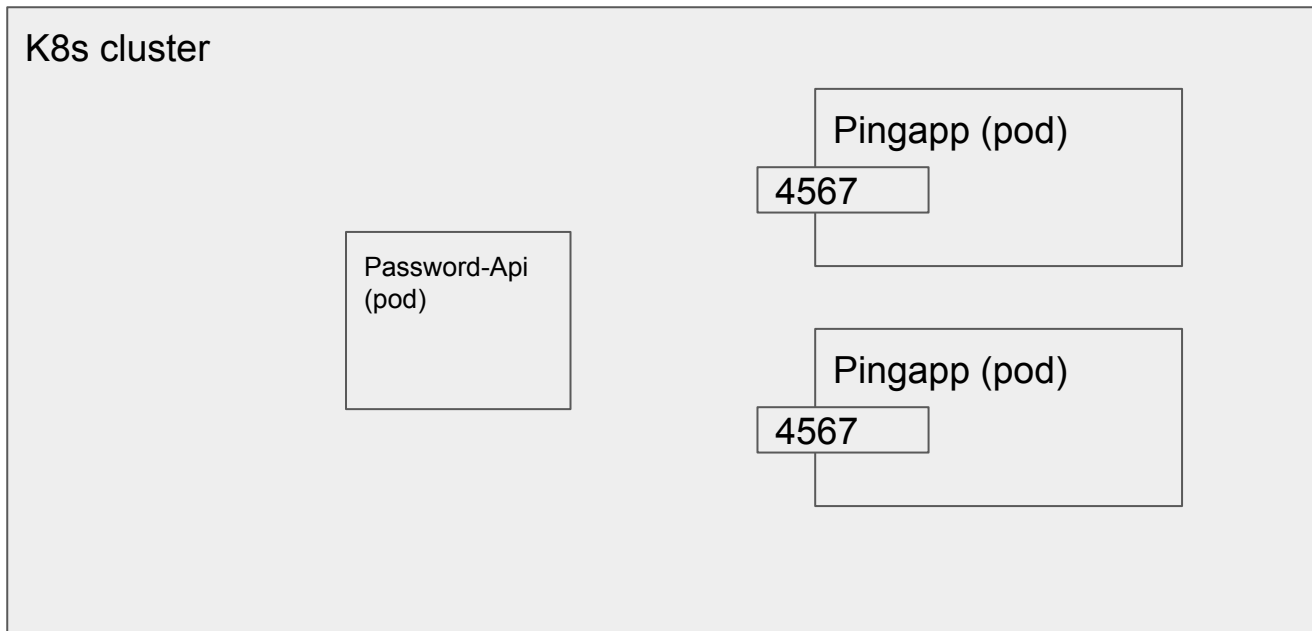 K8s cluster
Pingapp (pod)
4567
Password-Api
(pod)
Pingapp (pod)
4567